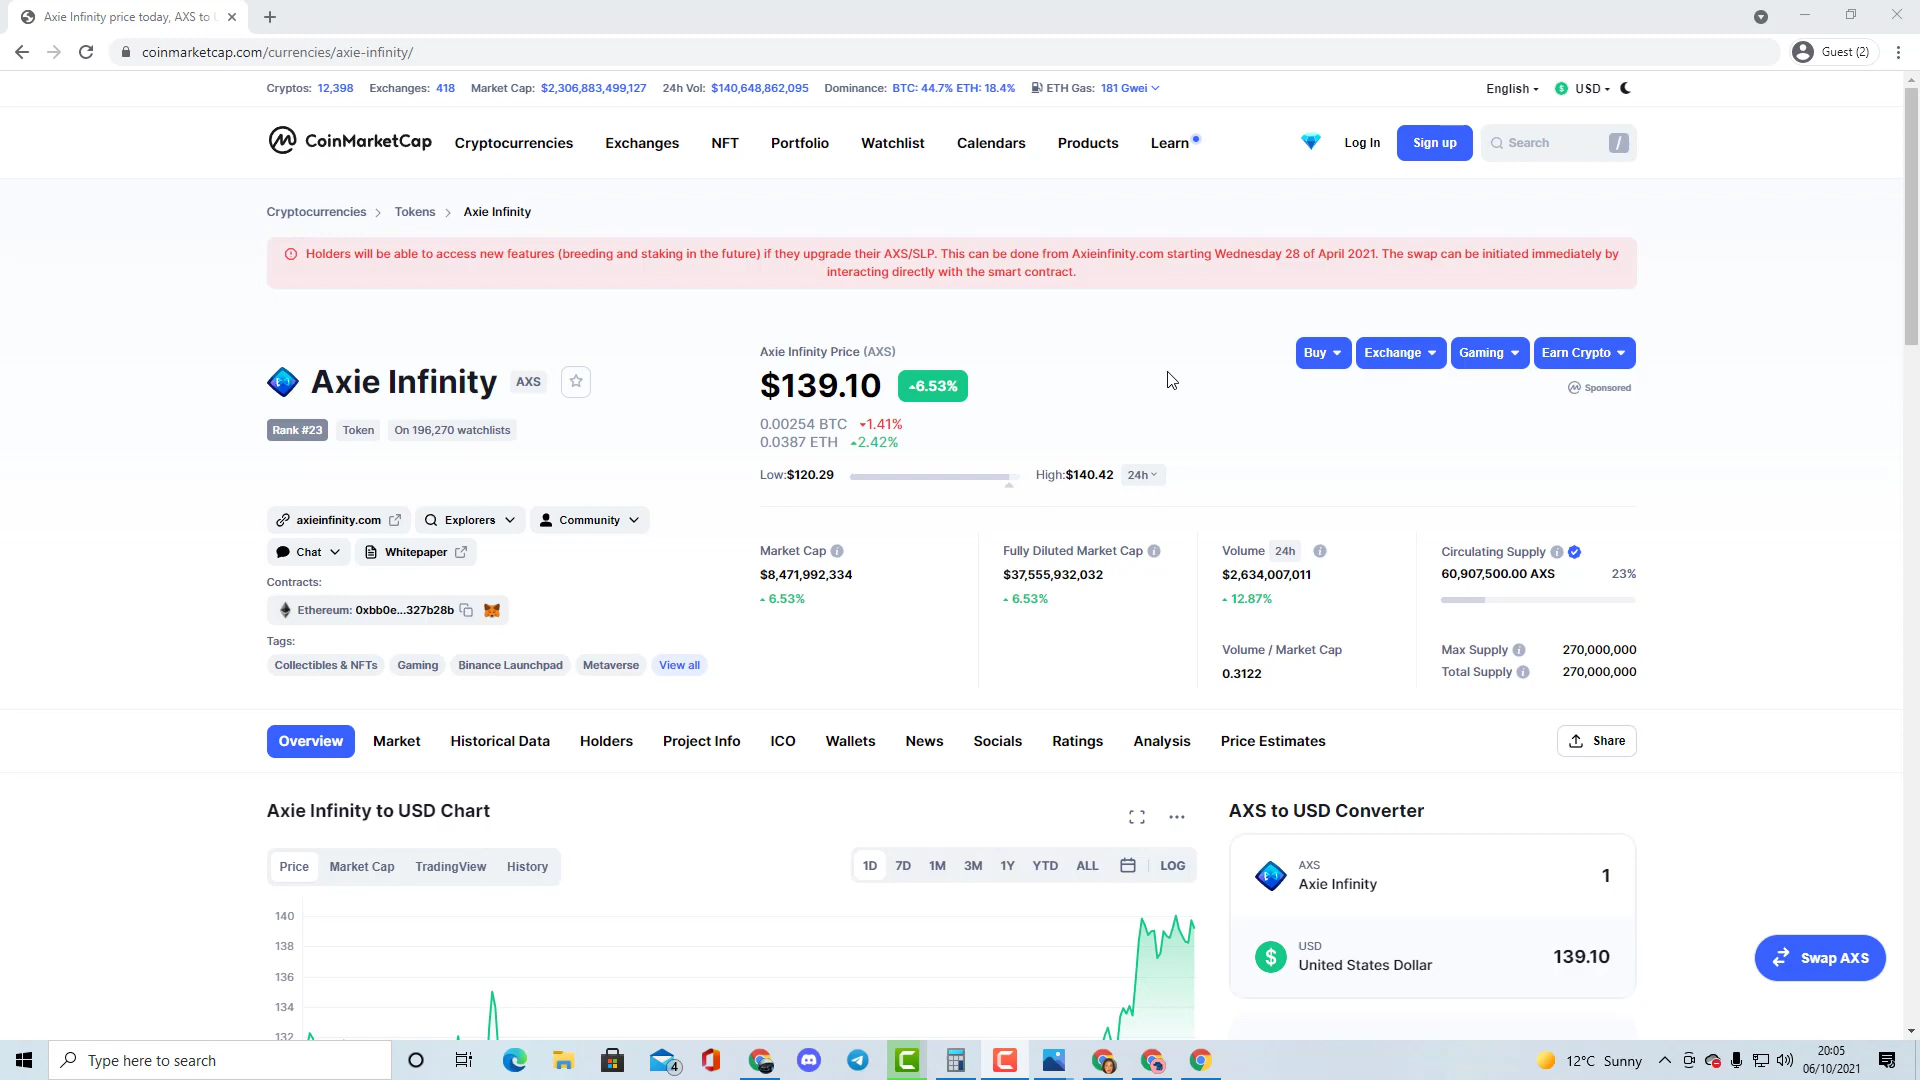 Axie Infinity price today, AXS to
coinmarketcap.com/currencies/axie-infinity/
Guest (2)
Cryptos: 12,398 Exchanges: 418 Market Cap: $2,306,883,499,127 24h Vol: $140,648,862,095 Dominance: BTC: 44.7% ETH: 18.4% ETH Gas: 181 Gwei
English USD
CoinMarketCap Cryptocurrencies Exchanges NFT Portfolio Watchlist Calendars Products Learn Log In Sign up Search /
Cryptocurrencies > Tokens > Axie Infinity
Holders will be able to access new features (breeding and staking in the future) if they upgrade their AXS/SLP. This can be done from Axieinfinity.com starting Wednesday 28 of April 2021. The swap can be initiated immediately by
interacting directly with the smart contract.
Axie Infinity AXS
Rank #23 Token On 196,270 watchlists
axieinfinity.com Explorers Community
Chat Whitepaper
Contracts:
Ethereum: 0xbb0e...327b28b
Tags:
Collectibles & NFTs Gaming Binance Launchpad Metaverse View all
Axie Infinity Price (AXS)
$139.10 6.53%
0.00254 BTC 1.41%
0.0387 ETH 2.42%
Low:$120.29 High:$140.42 24h
Buy Exchange Gaming Earn Crypto
Sponsored
Market Cap
$8,471,992,334
6.53%
Fully Diluted Market Cap
$37,555,932,032
6.53%
Volume 24h
$2,634,007,011
12.87%
Volume / Market Cap
0.3122
Circulating Supply
60,907,500.00 AXS 23%
Max Supply 270,000,000
Total Supply 270,000,000
Overview Market Historical Data Holders Project Info ICO Wallets News Socials Ratings Analysis Price Estimates Share
Axie Infinity to USD Chart
Price Market Cap TradingView History
1D 7D 1M 3M 1Y YTD ALL LOG
140
138
136
134
132
AXS to USD Converter
AXS
Axie Infinity 1
USD
United States Dollar 139.10
Swap AXS
Type here to search
4
12°C Sunny
20:05
06/10/2021